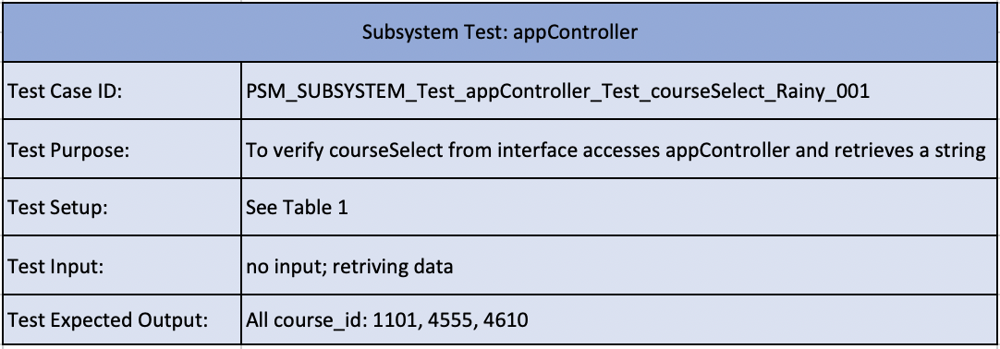 Subsystem Test: appController
Test Case ID: PSM_SUBSYSTEM_Test_appController_Test_courseSelect_Rainy_001
Test Purpose: To verify courseSelect from interface accesses appController and retrieves a string
Test Setup: See Table 1
Test Input: no input; retriving data
Test Expected Output: All course_id: 1101, 4555, 4610